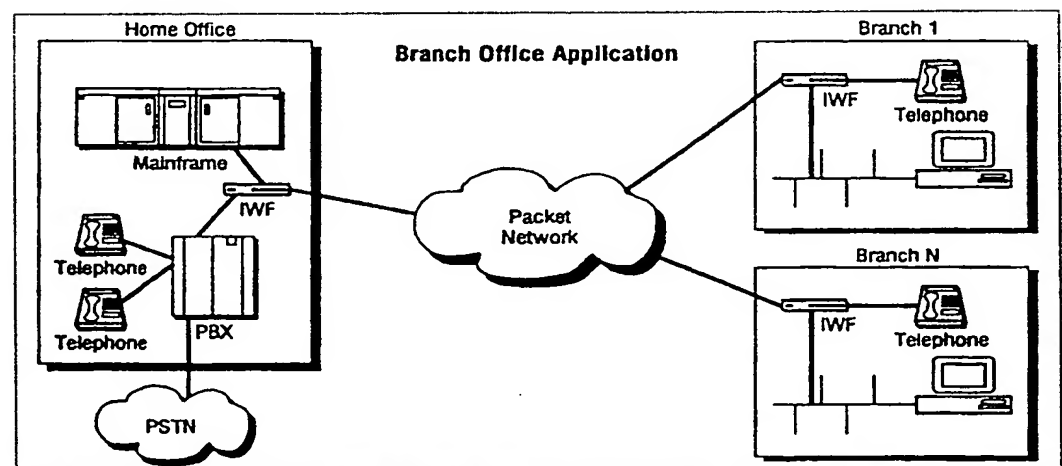 Home Office
Branch Office Application
Branch 1
Mainframe
IWF
Telephone
Telephone
PBX
PSTN
Packet
Network
IWF
Telephone
Branch N
IWF
Telephone